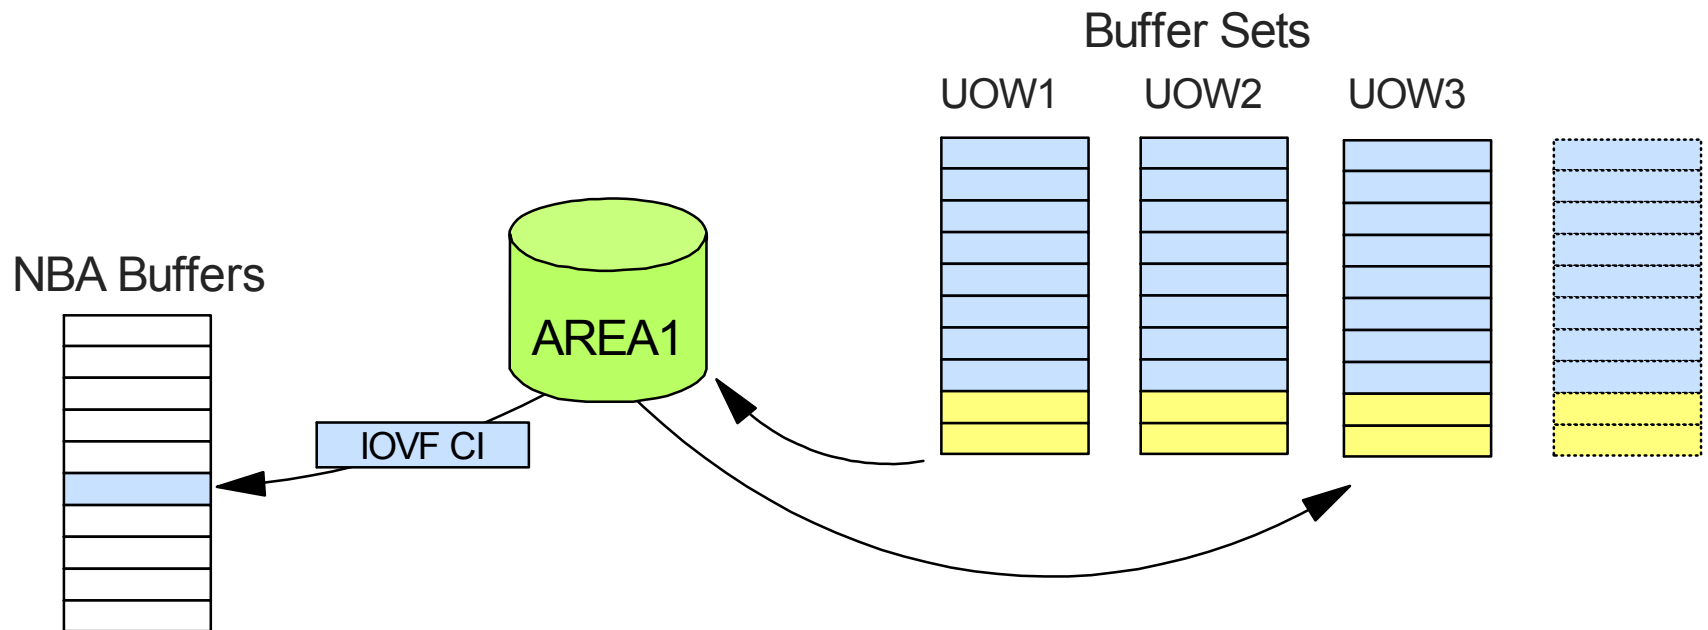 Buffer Sets
UOW1 UOW2 UOW3
NBA Buffers
AREA1
IOVF CI